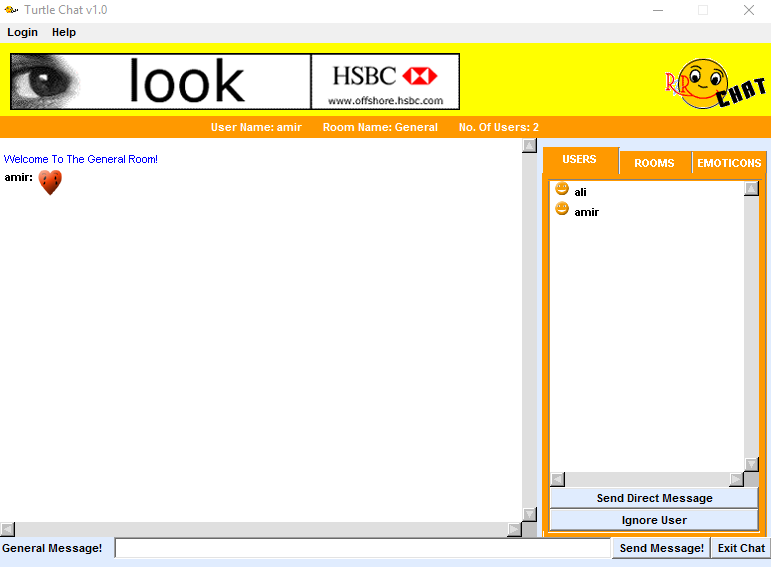 Turtle Chat v1.0
Login Help
look
HSBC
www.offshore.hsbc.com
CHAT
User Name: amir Room Name: General No. Of Users: 2
Welcome To The General Room!
amir:
USERS ROOMS EMOTICONS
ali
amir
Send Direct Message
Ignore User
General Message! Send Message! Exit Chat